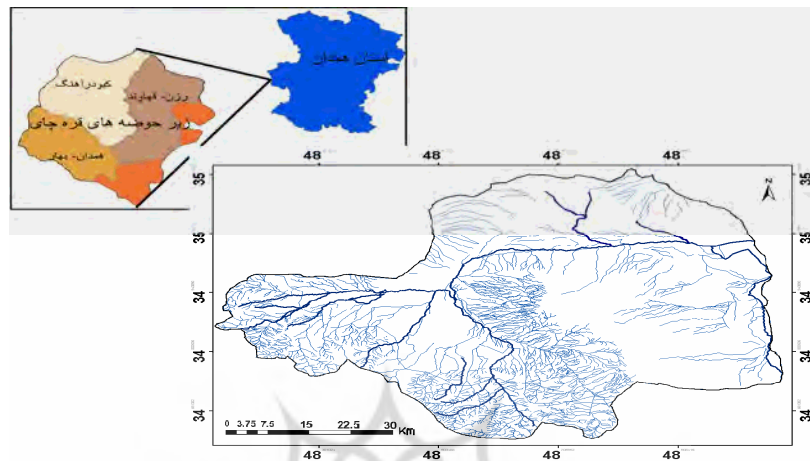 استان همدان
کبودراهنگ
رزن- قهاوند
زیر حوضه های قره چای
همدان- بهار
48 48 48 48
35 35
35 35
34 34
34 34
34 34
N
0 3.75 7.5 15 22.5 30
Km
48 48 48 48